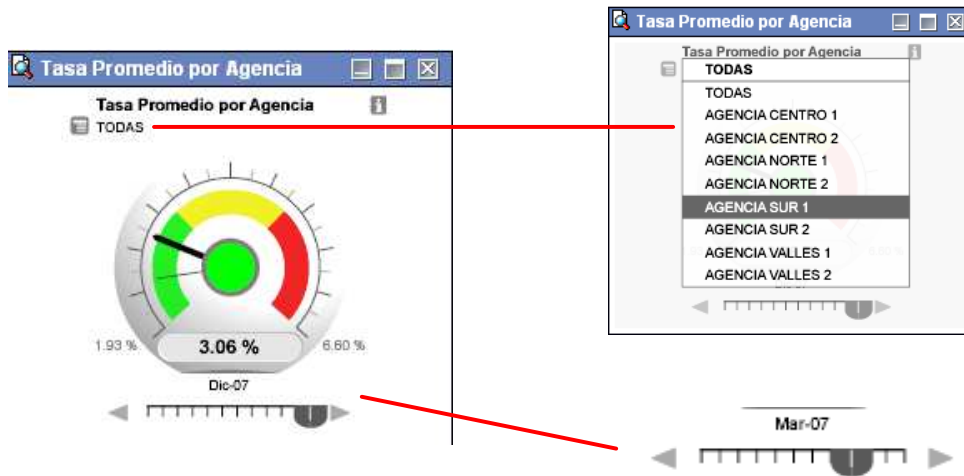 Tasa Promedio por Agencia
Tasa Promedio por Agencia
TODAS
1.93 %
3.06 %
6.60 %
Dic-07
Tasa Promedio por Agencia
Tasa Promedio por Agencia
TODAS
TODAS
AGENCIA CENTRO 1
AGENCIA CENTRO 2
AGENCIA NORTE 1
AGENCIA NORTE 2
AGENCIA SUR 1
AGENCIA SUR 2
AGENCIA VALLES 1
AGENCIA VALLES 2
Mar-07